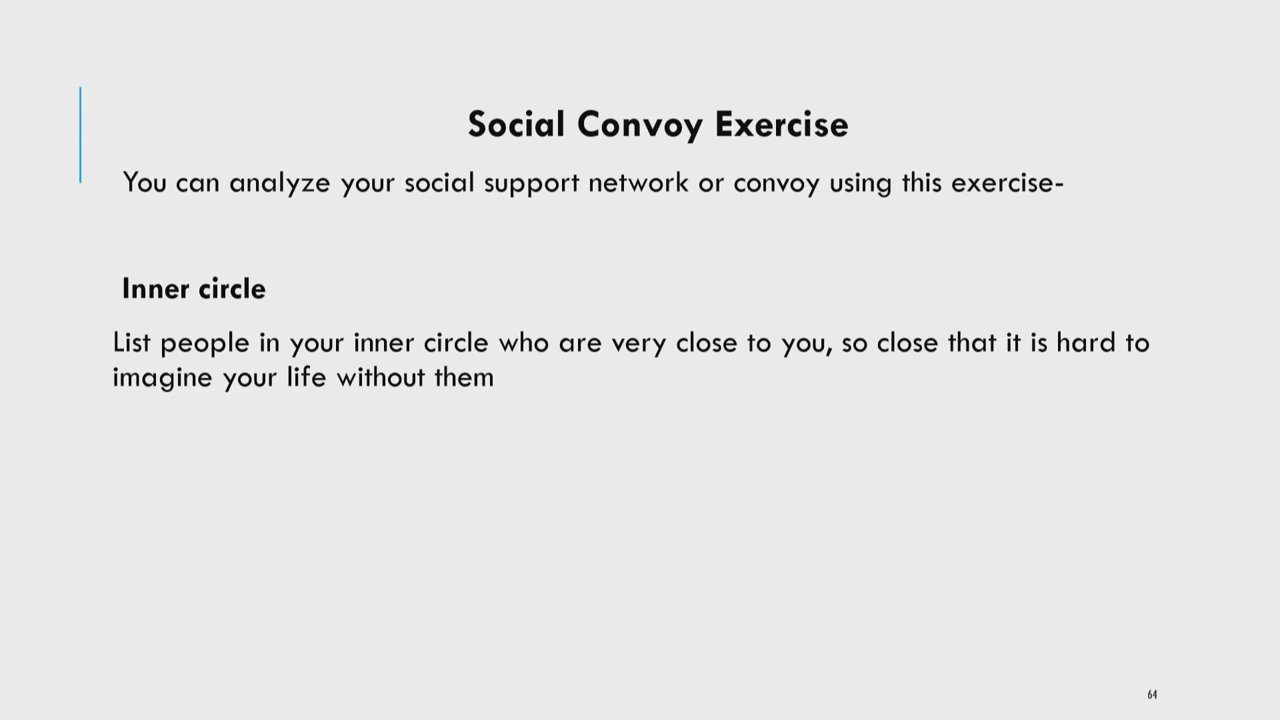 Social Convoy Exercise
You can analyze your social support network or convoy using this exercise-
Inner circle
List people in your inner circle who are very close to you, so close that it is hard to
imagine your life without them
64